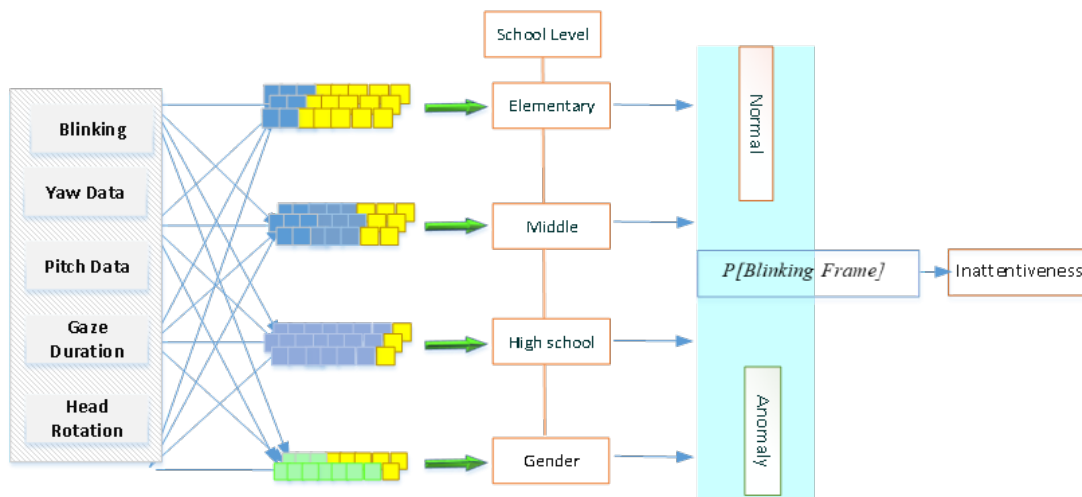 Blinking
Yaw Data
Pitch Data
Gaze
Duration
Head
Rotation
School Level
Elementary
Middle
High school
Gender
Normal
P[Blinking Frame]
Anomaly
Inattentiveness